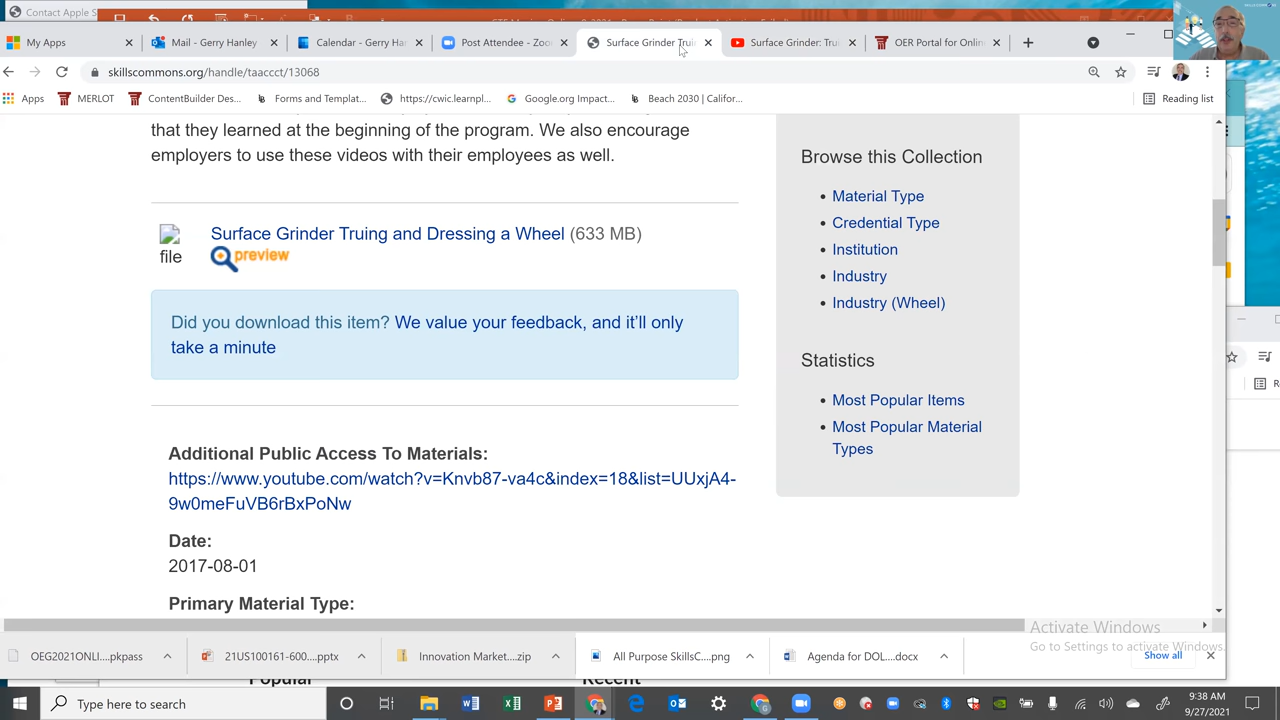 Contact Apple S
My Apps
Mail - Gerry Hanley
Calendar - Gerry Ha
Post Attendee - Zoo
Surface Grinder Trui
Surface Grinder: Tru
OER Portal for Onlin
skillscommons.org/handle/taaccct/13068
Apps
MERLOT
ContentBuilder Des...
Forms and Templat...
https://cwic.learnpl...
Google.org Impact...
Beach 2030 | Califor...
Reading list
that they learned at the beginning of the program. We also encourage
employers to use these videos with their employees as well.
file
Surface Grinder Truing and Dressing a Wheel (633 MB)
preview
Did you download this item? We value your feedback, and it'll only
take a minute
Additional Public Access To Materials:
https://www.youtube.com/watch?v=Knvb87-va4c&index=18&list=UUxjA4-
9w0meFuVB6rBxPoNw
Date:
2017-08-01
Primary Material Type:
Browse this Collection
Material Type
Credential Type
Institution
Industry
Industry (Wheel)
Statistics
Most Popular Items
Most Popular Material
Types
Activate Windows
Go to Settings to activate Windows.
OEG2021ONLI....pkpass
21US100161-600....pptx
Innov....market....zip
All Purpose SkillsC....png
Agenda for DOL....docx
Show all
Popular
Recent
Type here to search
9:38 AM
9/27/2021